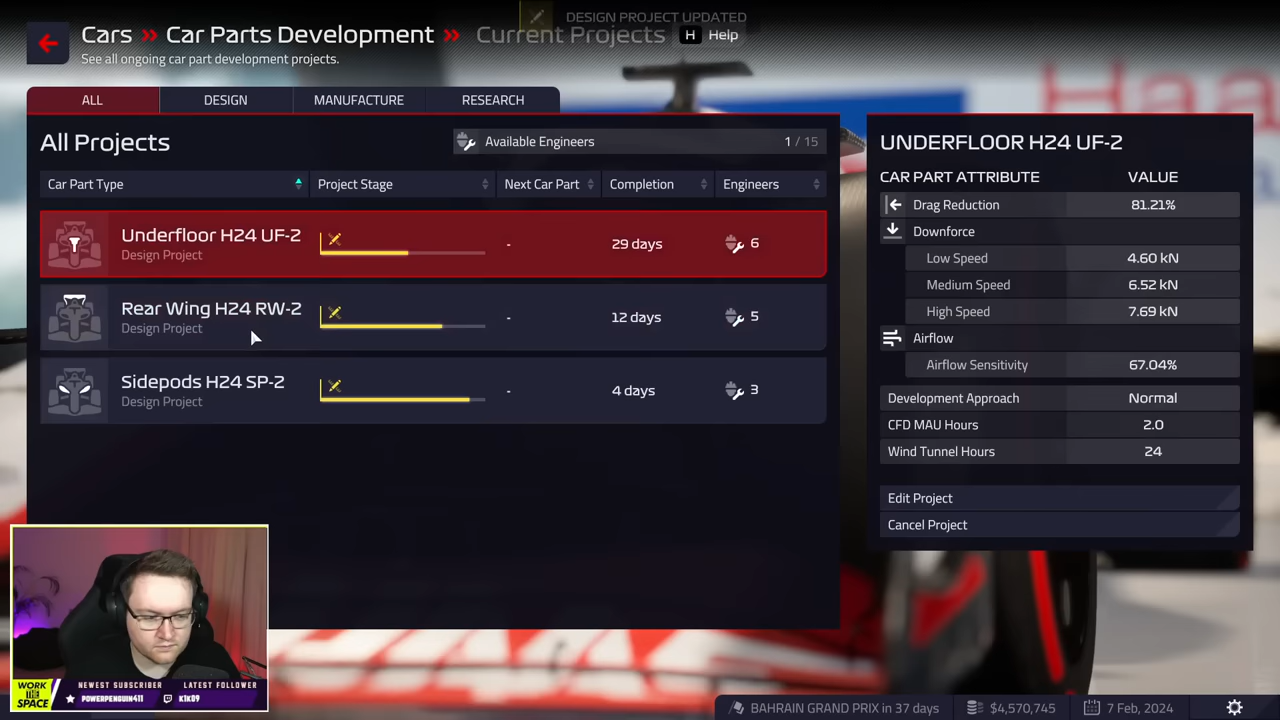 DESIGN PROJECT UPDATED
Cars » Car Parts Development » Current Projects H Help
See all ongoing car part development projects.
ALL DESIGN MANUFACTURE RESEARCH
All Projects Available Engineers 1 / 15
Car Part Type Project Stage Next Car Part Completion Engineers
Underfloor H24 UF-2 - 29 days 6
Design Project
Rear Wing H24 RW-2 - 12 days 5
Design Project
Sidepods H24 SP-2 - 4 days 3
Design Project
UNDERFLOOR H24 UF-2
CAR PART ATTRIBUTE VALUE
Drag Reduction 81.21%
Downforce
Low Speed 4.60 kN
Medium Speed 6.52 kN
High Speed 7.69 kN
Airflow
Airflow Sensitivity 67.04%
Development Approach Normal
CFD MAU Hours 2.0
Wind Tunnel Hours 24
Edit Project
Cancel Project
Haa
WORK THE SPACE
NEWEST SUBSCRIBER LATEST FOLLOWER
POWERPENGUIN411 K1K09
BAHRAIN GRAND PRIX in 37 days $4,570,745 7 Feb, 2024